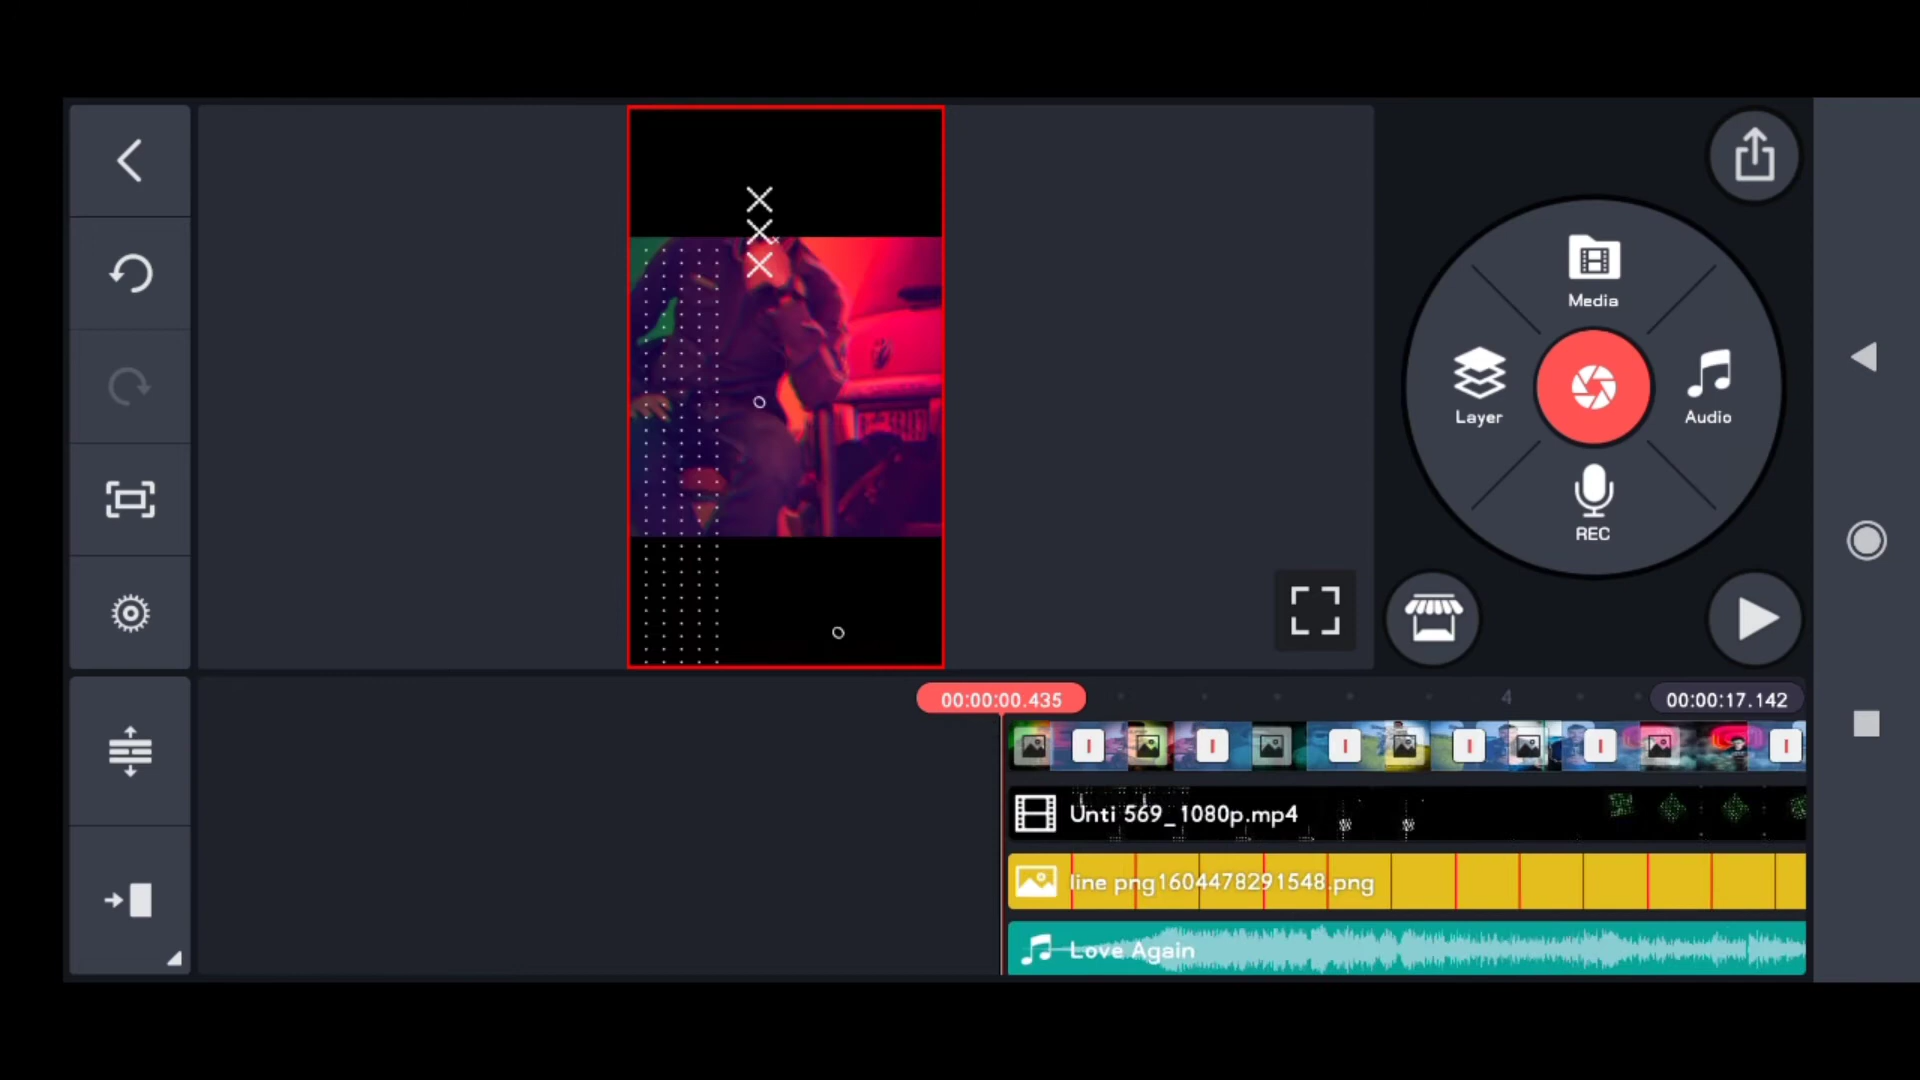 Media
Layer
Audio
REC
00:00:00.435
4
00:00:17.142
Unti 569_1080p.mp4
line png1604478291548.png
Love Again